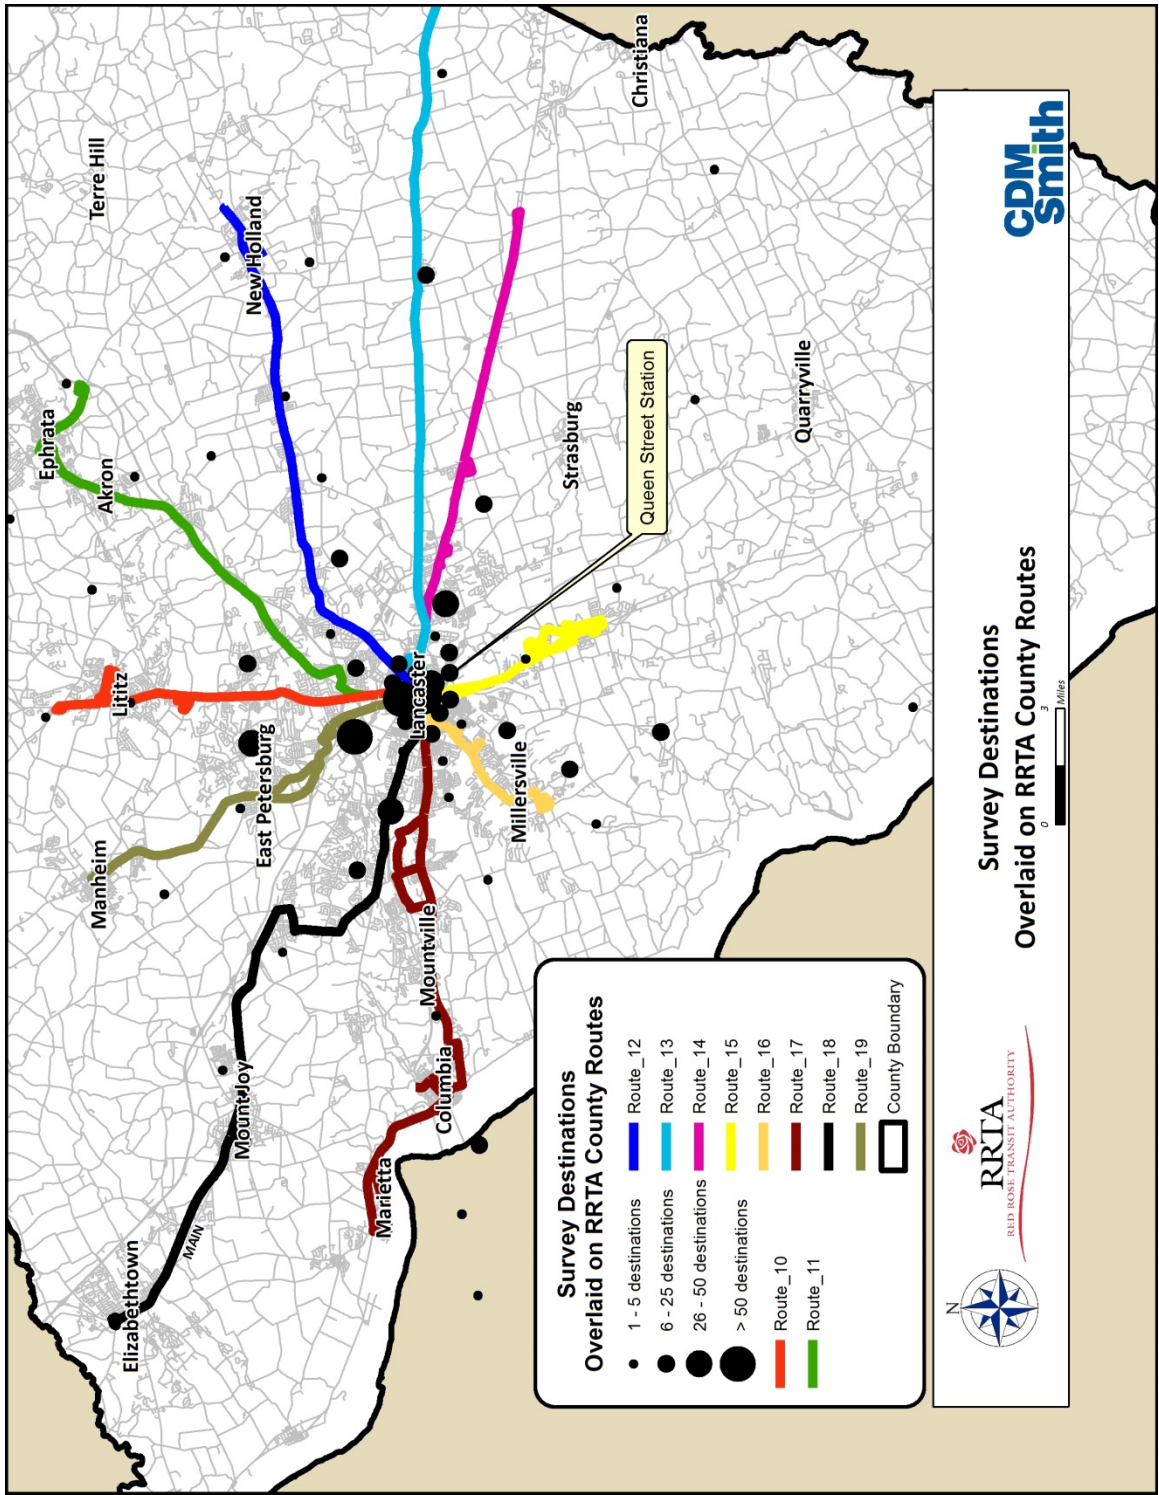 Elizabethtown
MAIN
Mount Joy
Marietta
Columbia
Mountville
Manheim
East Petersburg
Lititz
Lancaster
Millersville
Akron
Ephrata
New Holland
Terre Hill
Strasburg
Quarryville
Christiana
Queen Street Station
Survey Destinations
Overlaid on RRTA County Routes
1 - 5 destinations
6 - 25 destinations
26 - 50 destinations
> 50 destinations
Route_10
Route_11
Route_12
Route_13
Route_14
Route_15
Route_16
Route_17
Route_18
Route_19
County Boundary
N
RRTA
RED ROSE TRANSIT AUTHORITY
Survey Destinations
Overlaid on RRTA County Routes
0 3
Miles
CDM
Smith